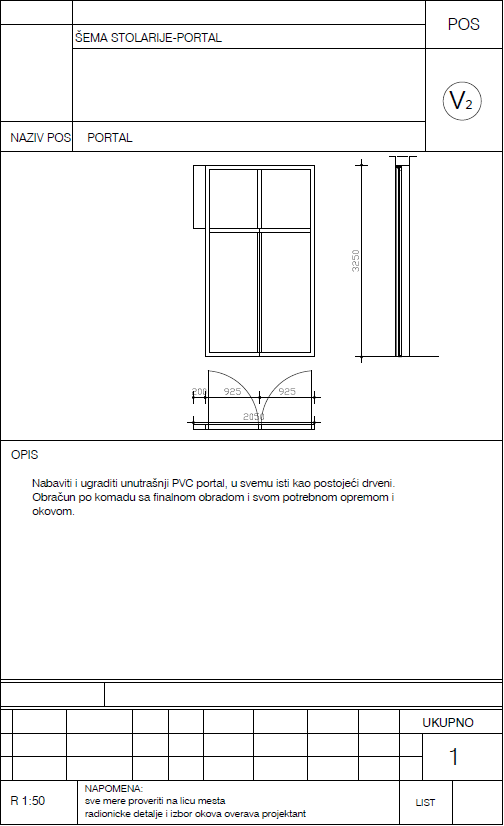 POS
ŠEMA STOLARIJE-PORTAL
V2
NAZIV POS PORTAL
3250
200 925 925
2050
OPIS
Nabaviti i ugraditi unutrašnji PVC portal, u svemu isti kao postojeći drveni.
Obračun po komadu sa finalnom obradom i svom potrebnom opremom i
okovom.
UKUPNO
1
R 1:50
NAPOMENA:
sve mere proveriti na licu mesta
radionicke detalje i izbor okova overava projektant
LIST